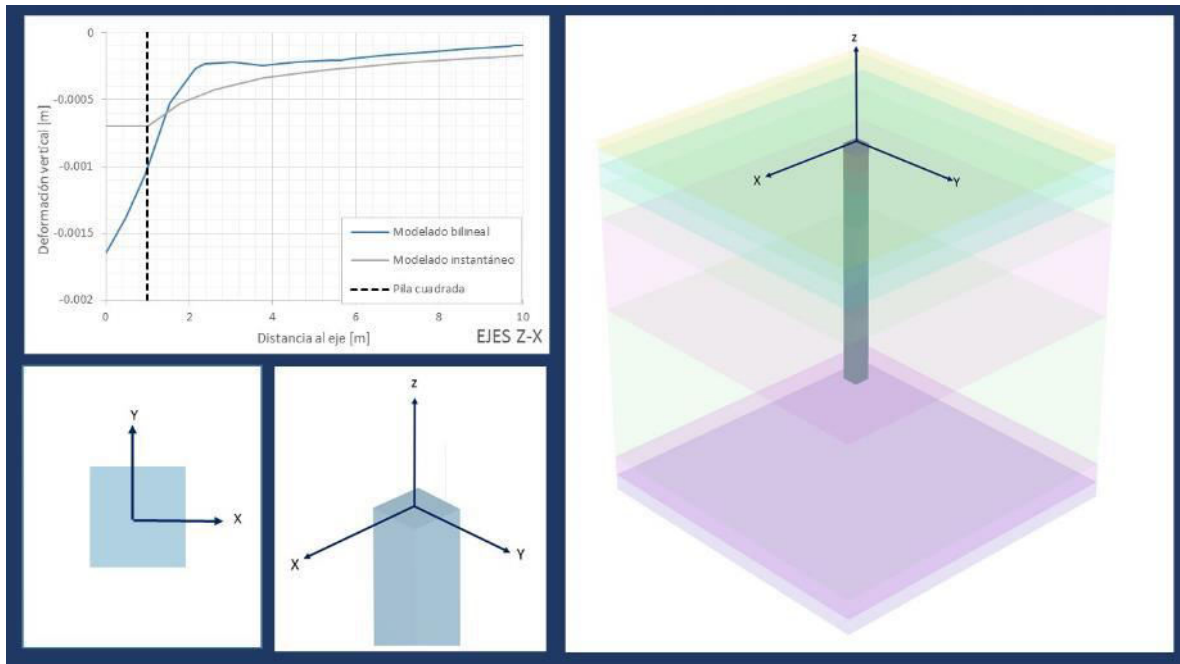 0
-0.0005
-0.001
-0.0015
-0.002
Deformación vertical [m]
Modelado bilineal
Modelado instantáneo
Pila cuadrada
0 2 4 6 8 10
Distancia al eje [m]
EJES Z-X
Y
X
z
X
Y
z
X
Y